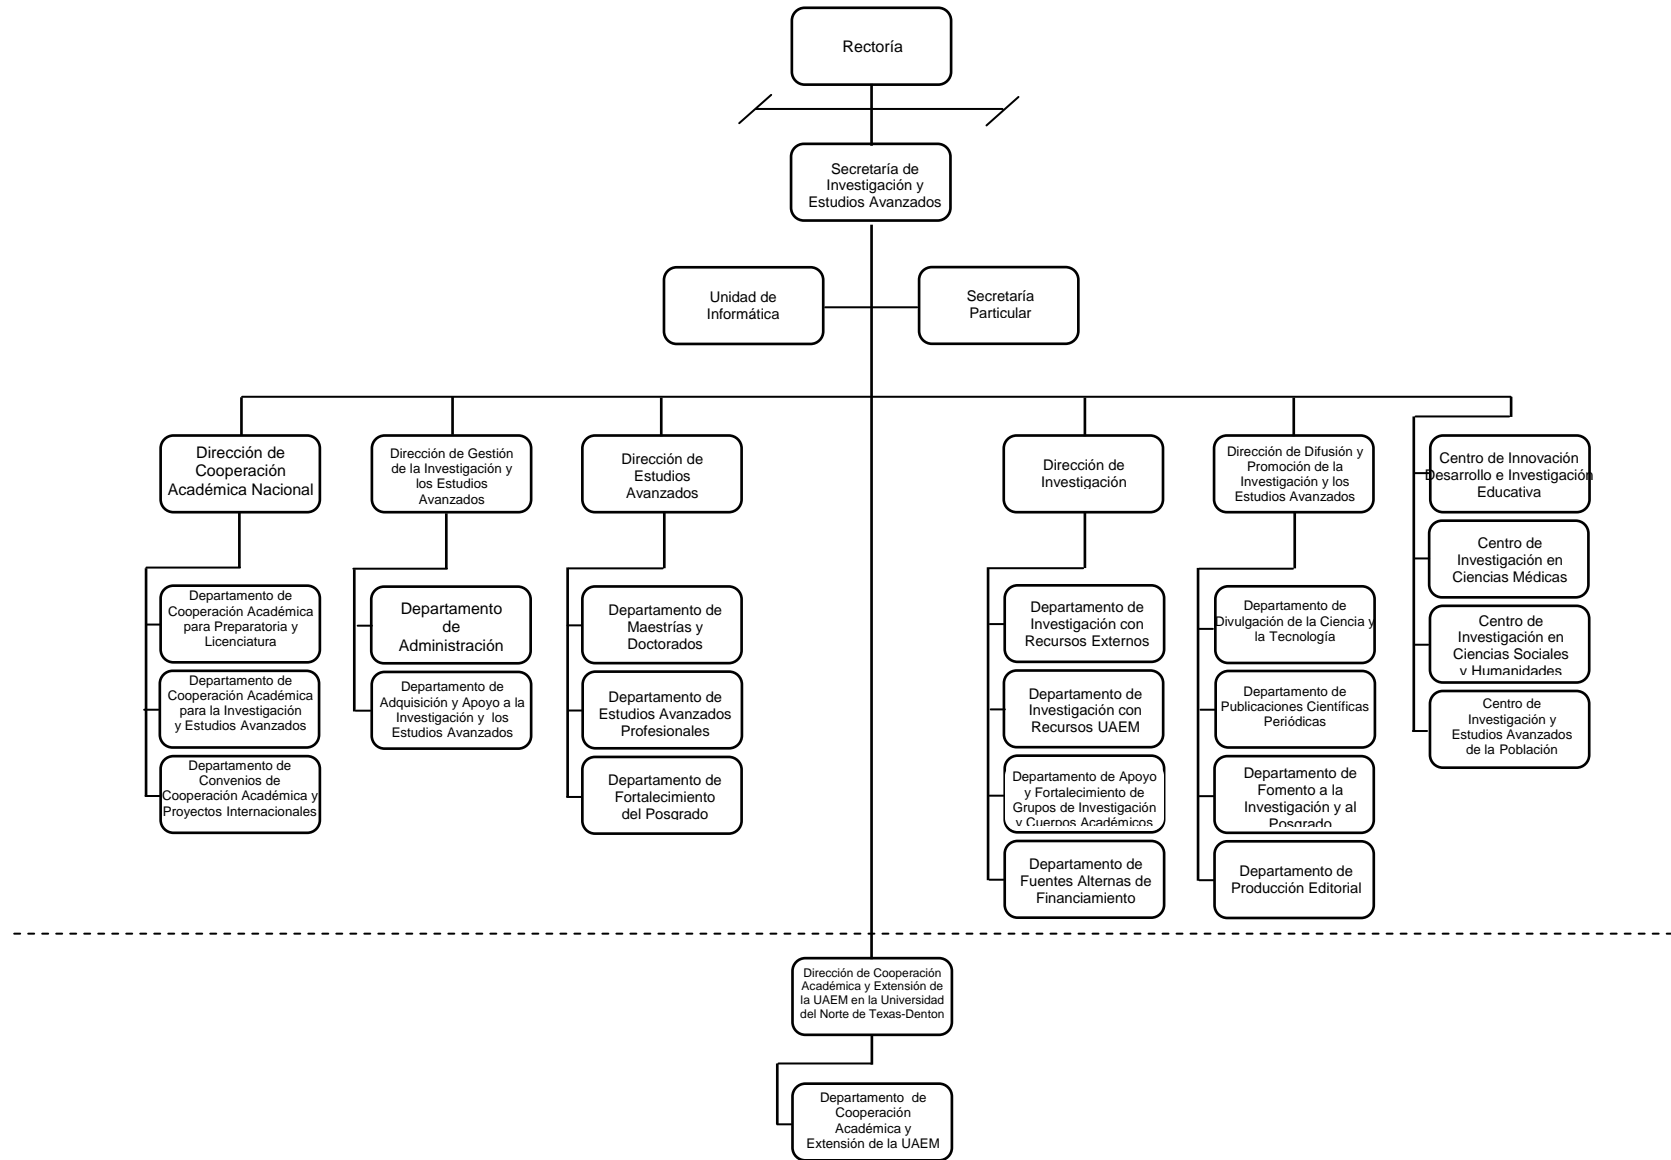 Rectoría
Secretaría de
Investigación y
Estudios Avanzados
Unidad de
Informática
Secretaría
Particular
Dirección de
Cooperación
Académica Nacional
Dirección de Gestión
de la Investigación y
los Estudios
Avanzados
Dirección de
Estudios
Avanzados
Dirección de
Investigación
Dirección de Difusión y
Promoción de la
Investigación y los
Estudios Avanzados
Centro de Innovación
Desarrollo e Investigación
Educativa
Centro de
Investigación en
Ciencias Médicas
Centro de
Investigación en
Ciencias Sociales
y Humanidades
Centro de
Investigación y
Estudios Avanzados
de la Población
Departamento de
Cooperación Académica
para Preparatoria y
Licenciatura
Departamento de
Cooperación Académica
para la Investigación
y Estudios Avanzados
Departamento de
Convenios de
Cooperación Académica y
Proyectos Internacionales
Departamento
de
Administración
Departamento de
Adquisición y Apoyo a la
Investigación y los
Estudios Avanzados
Departamento de
Maestrías y
Doctorados
Departamento de
Estudios Avanzados
Profesionales
Departamento de
Fortalecimiento
del Posgrado
Departamento de
Investigación con
Recursos Externos
Departamento de
Investigación con
Recursos UAEM
Departamento de Apoyo
y Fortalecimiento de
Grupos de Investigación
y Cuerpos Académicos
Departamento de
Fuentes Alternas de
Financiamiento
Departamento de
Divulgación de la Ciencia y
la Tecnología
Departamento de
Publicaciones Científicas
Periódicas
Departamento de
Fomento a la
Investigación y al
Posgrado
Departamento de
Producción Editorial
Dirección de Cooperación
Académica y Extensión de
la UAEM en la Universidad
del Norte de Texas-Denton
Departamento de
Cooperación
Académica y
Extensión de la UAEM